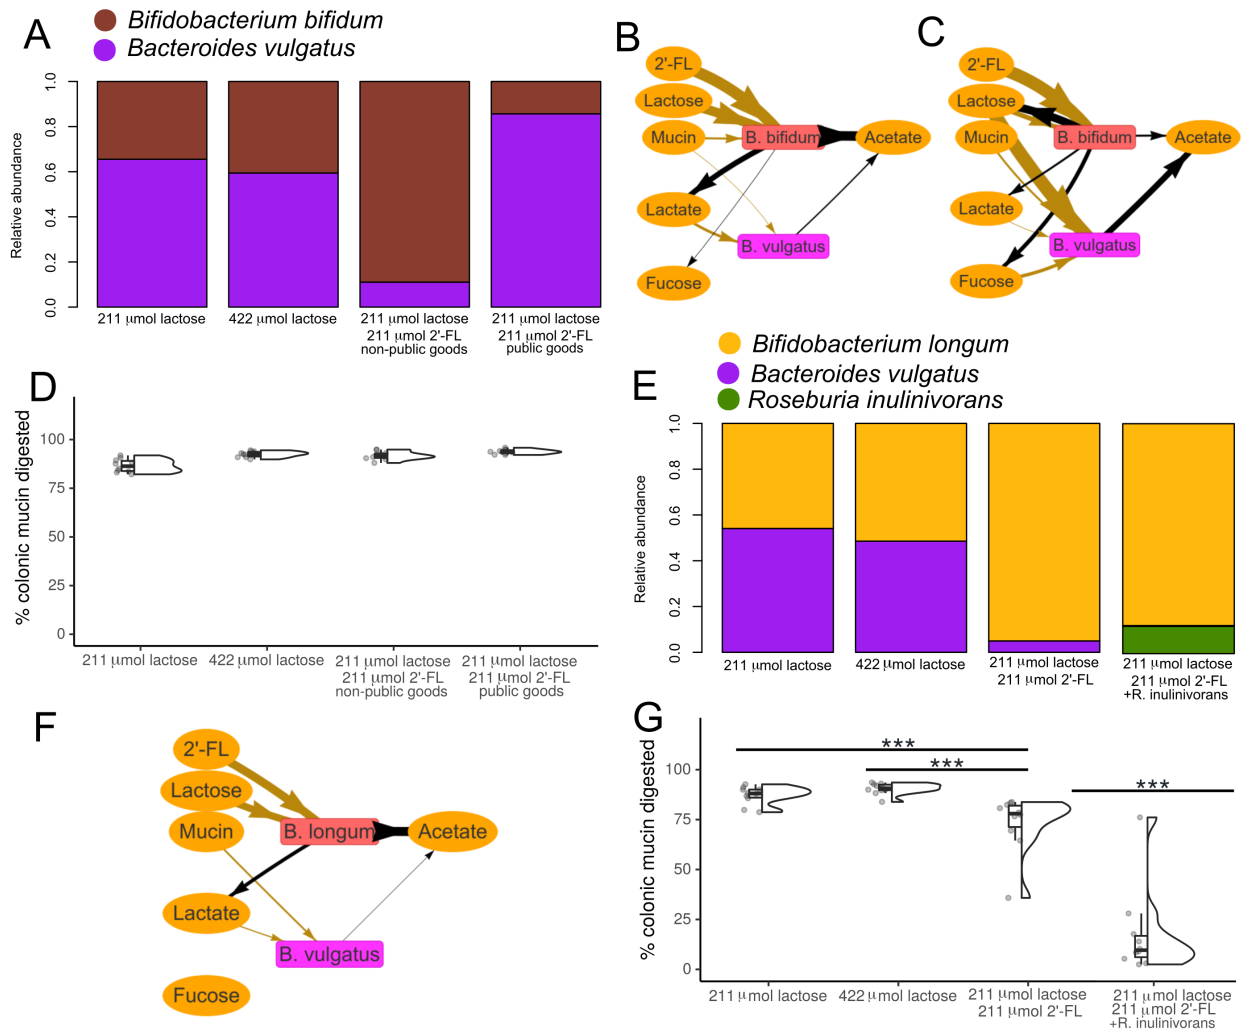 A
Bifidobacterium bifidum
Bacteroides vulgatus
Relative abundance
1.0
0.8
0.6
0.4
0.2
0.0
211 μmol lactose
422 μmol lactose
211 μmol lactose
211 μmol 2'-FL
non-public goods
211 μmol lactose
211 μmol 2'-FL
public goods
B
2'-FL
Lactose
Mucin
B. bifidum
Acetate
Lactate
B. vulgatus
Fucose
C
2'-FL
Lactose
Mucin
B. bifidum
Acetate
Lactate
B. vulgatus
Fucose
D
% colonic mucin digested
100
75
50
25
0
211 μmol lactose
422 μmol lactose
211 μmol lactose
211 μmol 2'-FL
non-public goods
211 μmol lactose
211 μmol 2'-FL
public goods
E
Bifidobacterium longum
Bacteroides vulgatus
Roseburia inulinivorans
Relative abundance
1.0
0.8
0.6
0.4
0.2
0.0
211 μmol lactose
422 μmol lactose
211 μmol lactose
211 μmol 2'-FL
211 μmol lactose
211 μmol 2'-FL
+R. inulinivorans
F
2'-FL
Lactose
Mucin
B. longum
Acetate
Lactate
B. vulgatus
Fucose
G
% colonic mucin digested
100
75
50
25
0
***
***
***
211 μmol lactose
422 μmol lactose
211 μmol lactose
211 μmol 2'-FL
211 μmol lactose
211 μmol 2'-FL
+R. inulinivorans